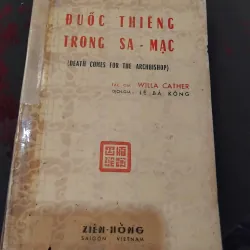 ĐUỐC THIÊNG
TRONG SA-MẠC
(DEATH COMES FOR THE ARCHBISHOP)
WILLA CATHER
LÊ BÁ KÔNG
ZIÊN-HỒNG
SAIGON VIETNAM